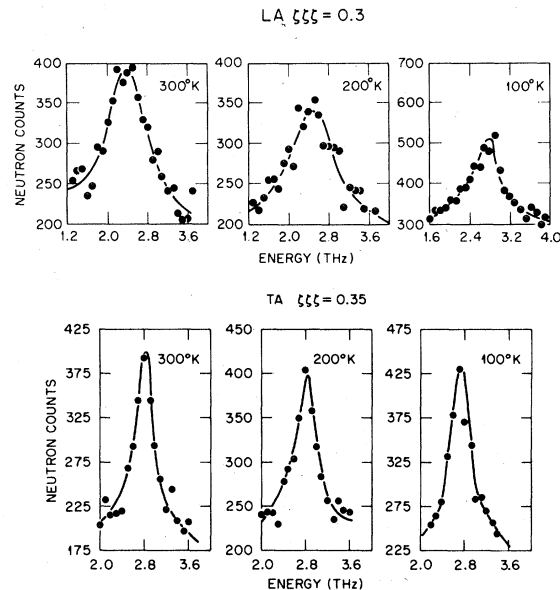 LA ζζζ = 0.3
NEUTRON COUNTS
400
350
300
250
200
300°K
1.2 2.0 2.8 3.6
400
350
300
250
200
200°K
1.2 2.0 2.8 3.6
700
600
500
400
300
100°K
1.6 2.4 3.2 4.0
ENERGY (THz)
TA ζζζ = 0.35
NEUTRON COUNTS
425
375
325
275
225
175
300°K
2.0 2.8 3.6
450
400
350
300
250
200
200°K
2.0 2.8 3.6
475
425
375
325
275
225
100°K
2.0 2.8 3.6
ENERGY (THz)